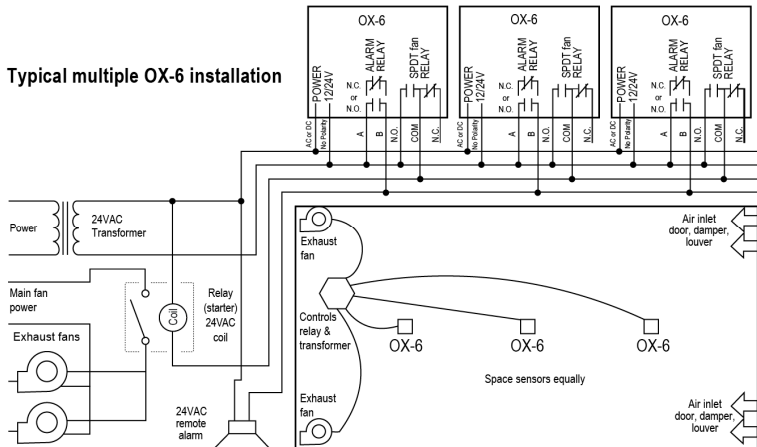 Typical multiple OX-6 installation
OX-6
POWER
12/24V
N.C.
or
N.O.
ALARM
RELAY
SPDT fan
RELAY
AC or DC
No Polarity
A
B
N.O.
COM
N.C.
OX-6
POWER
12/24V
N.C.
or
N.O.
ALARM
RELAY
SPDT fan
RELAY
AC or DC
No Polarity
A
B
N.O.
COM
N.C.
OX-6
POWER
12/24V
N.C.
or
N.O.
ALARM
RELAY
SPDT fan
RELAY
AC or DC
No Polarity
A
B
N.O.
COM
N.C.
Power
24VAC
Transformer
Main fan
power
Coil
Relay
(starter)
24VAC
coil
Exhaust fans
24VAC
remote
alarm
Exhaust
fan
Controls
relay &
transformer
Exhaust
fan
OX-6
OX-6
OX-6
Space sensors equally
Air inlet
door, damper,
louver
Air inlet
door, damper,
louver